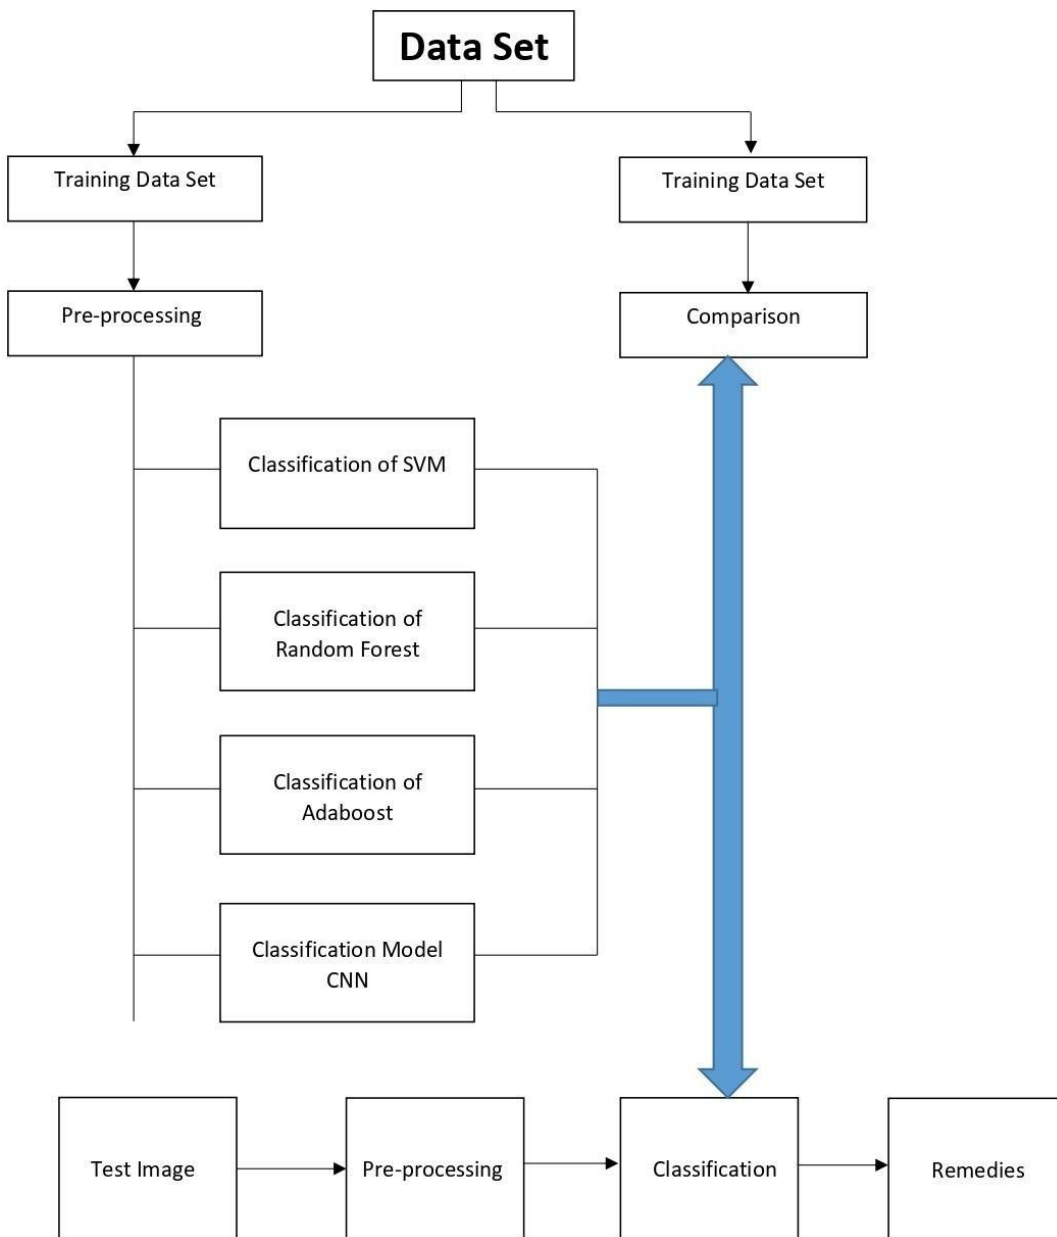 Data Set
Training Data Set
Training Data Set
Pre-processing
Comparison
Classification of SVM
Classification of
Random Forest
Classification of
Adaboost
Classification Model
CNN
Test Image
Pre-processing
Classification
Remedies